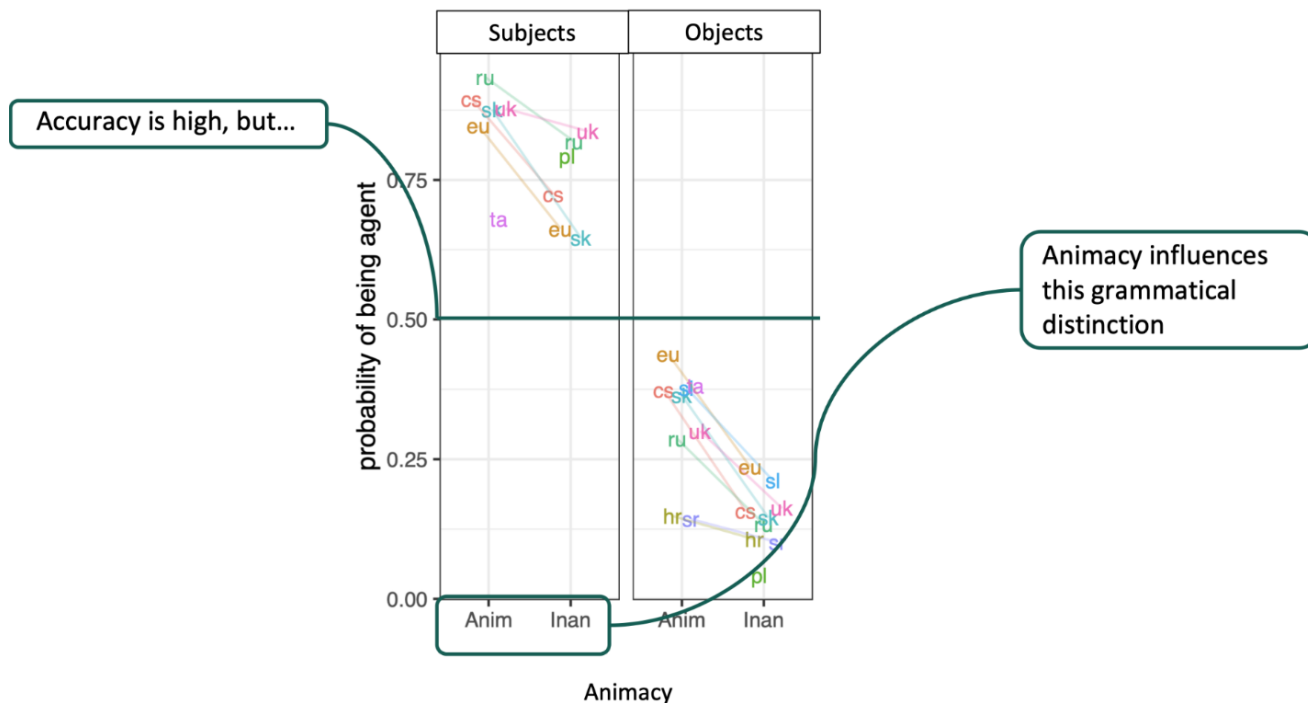 Subjects Objects
Accuracy is high, but...
ru
cs
sk
uk
eu
uk
ru
pl
0.75
cs
ta
eu
sk
probability of being agent
Animacy influences
this grammatical
distinction
0.50
eu
cs
sl
ta
sk
uk
ru
0.25
eu
sl
uk
cs
sk
ru
hr
sr
hr
sr
pl
0.00
Anim Inan Anim Inan
Animacy